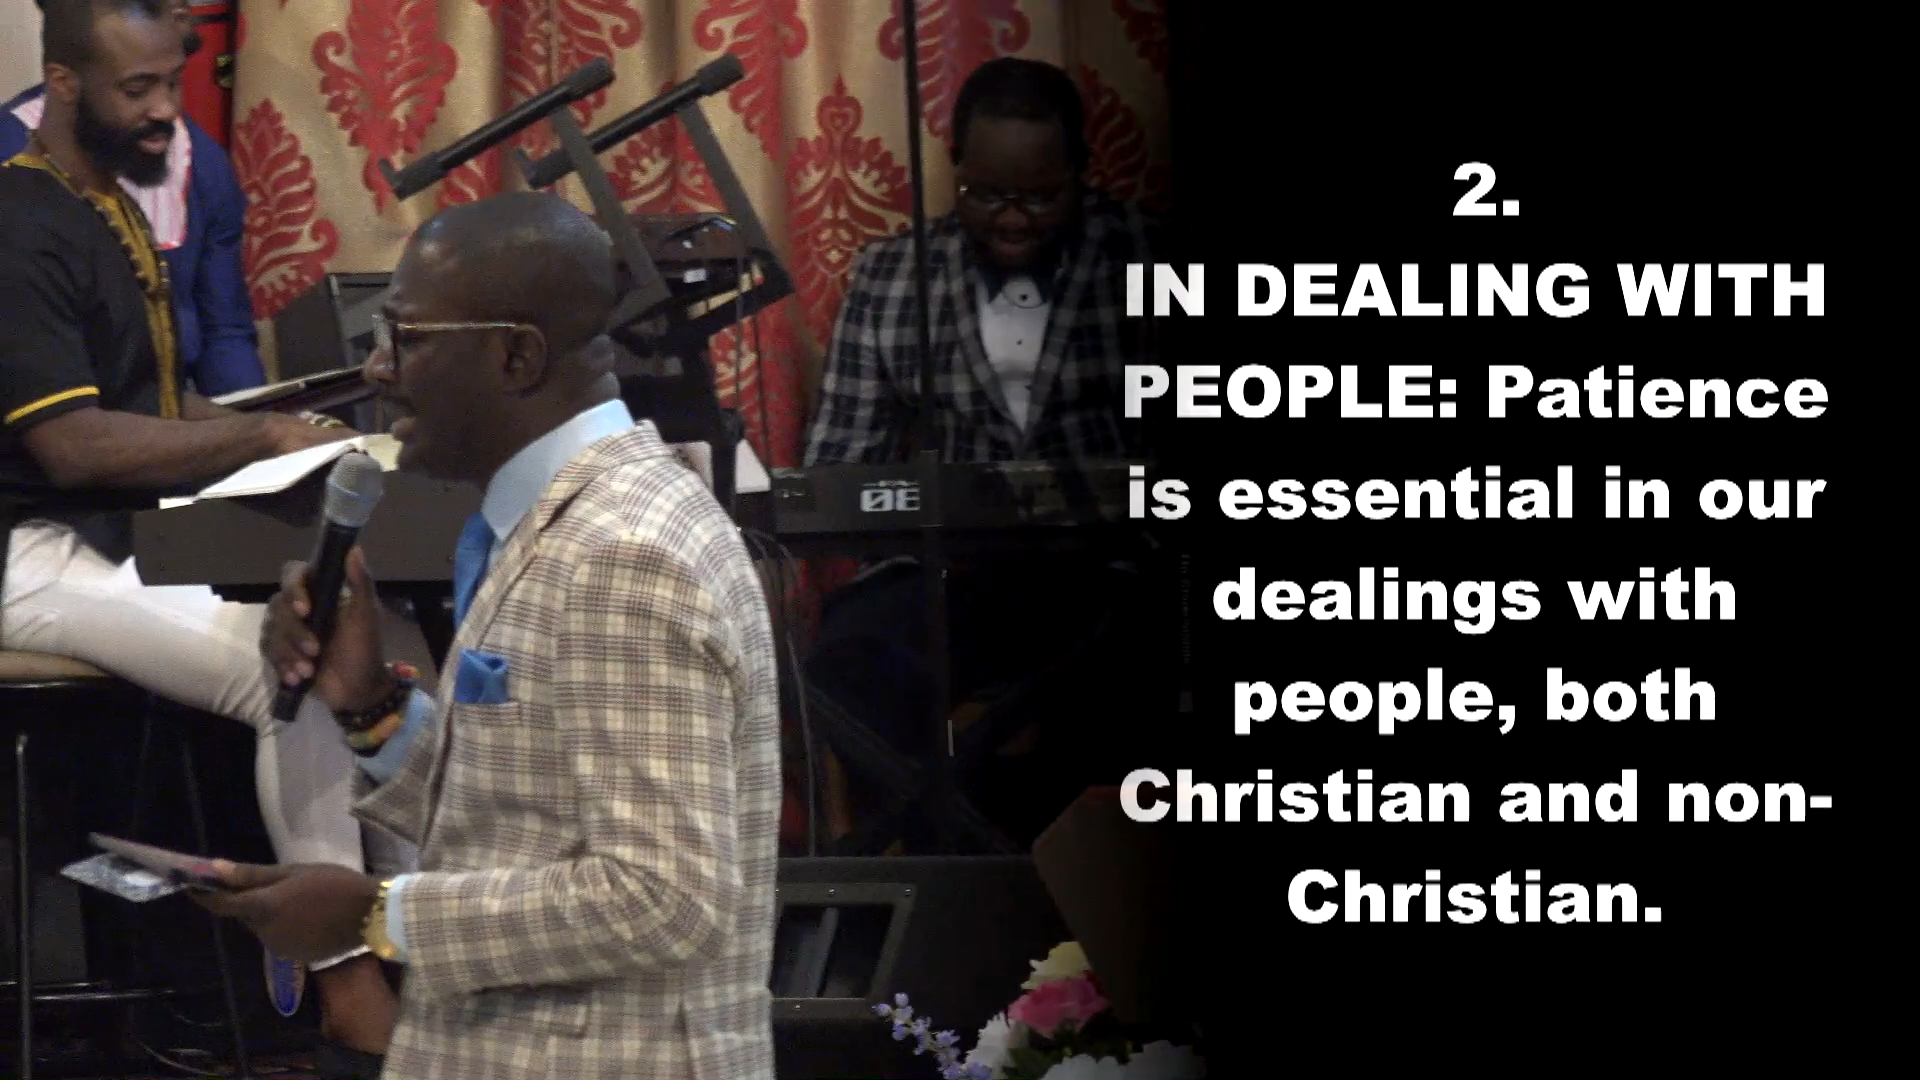 2.
IN DEALING WITH
PEOPLE: Patience
is essential in our
dealings with
people, both
Christian and non-
Christian.